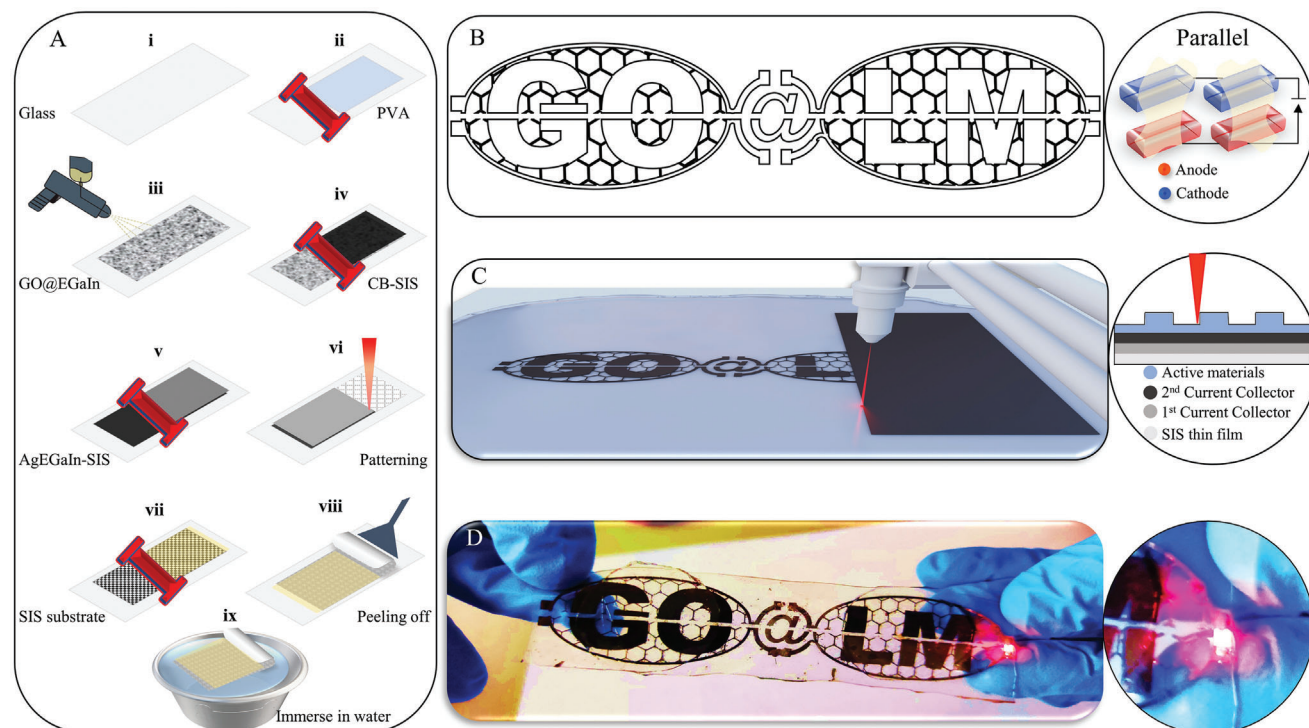 A
i
ii
Glass
PVA
iii
iv
GO@EGaIn
CB-SIS
v
vi
AgEGaIn-SIS
Patterning
vii
viii
SIS substrate
Peeling off
ix
Immerse in water
B
GO@LM
Parallel
Anode
Cathode
C
GO@L
Active materials
2nd Current Collector
1st Current Collector
SIS thin film
D
GO@LM